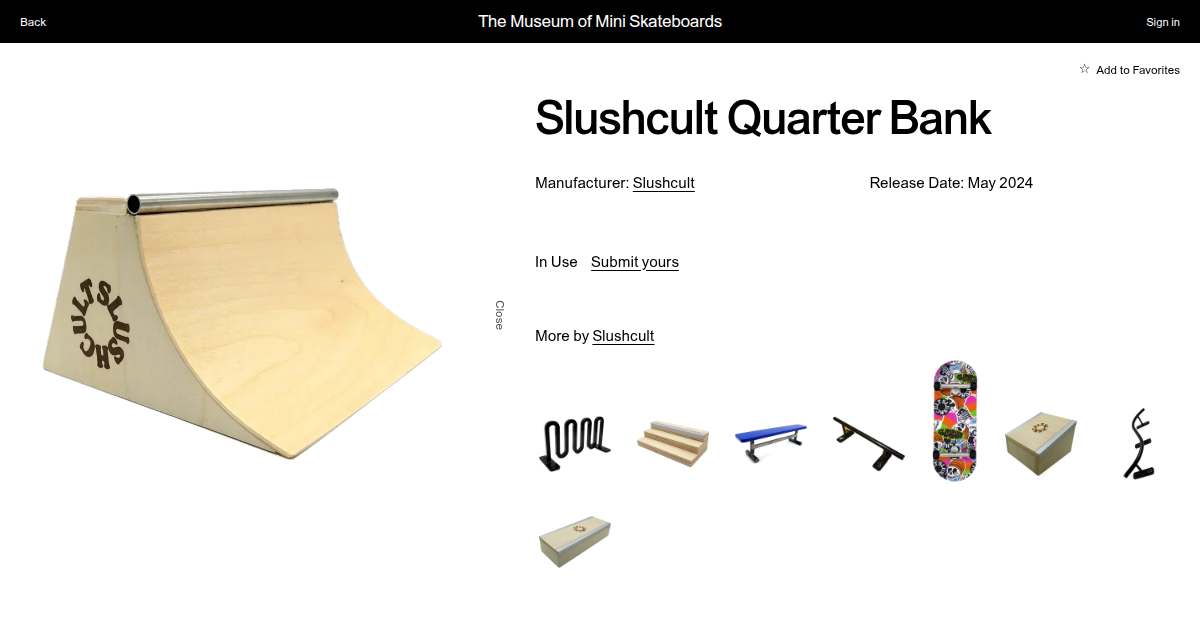 Back
The Museum of Mini Skateboards
Sign in
☆ Add to Favorites
Slushcult Quarter Bank
Manufacturer: Slushcult
Release Date: May 2024
In Use Submit yours
Close
More by Slushcult
SLUSHCULT